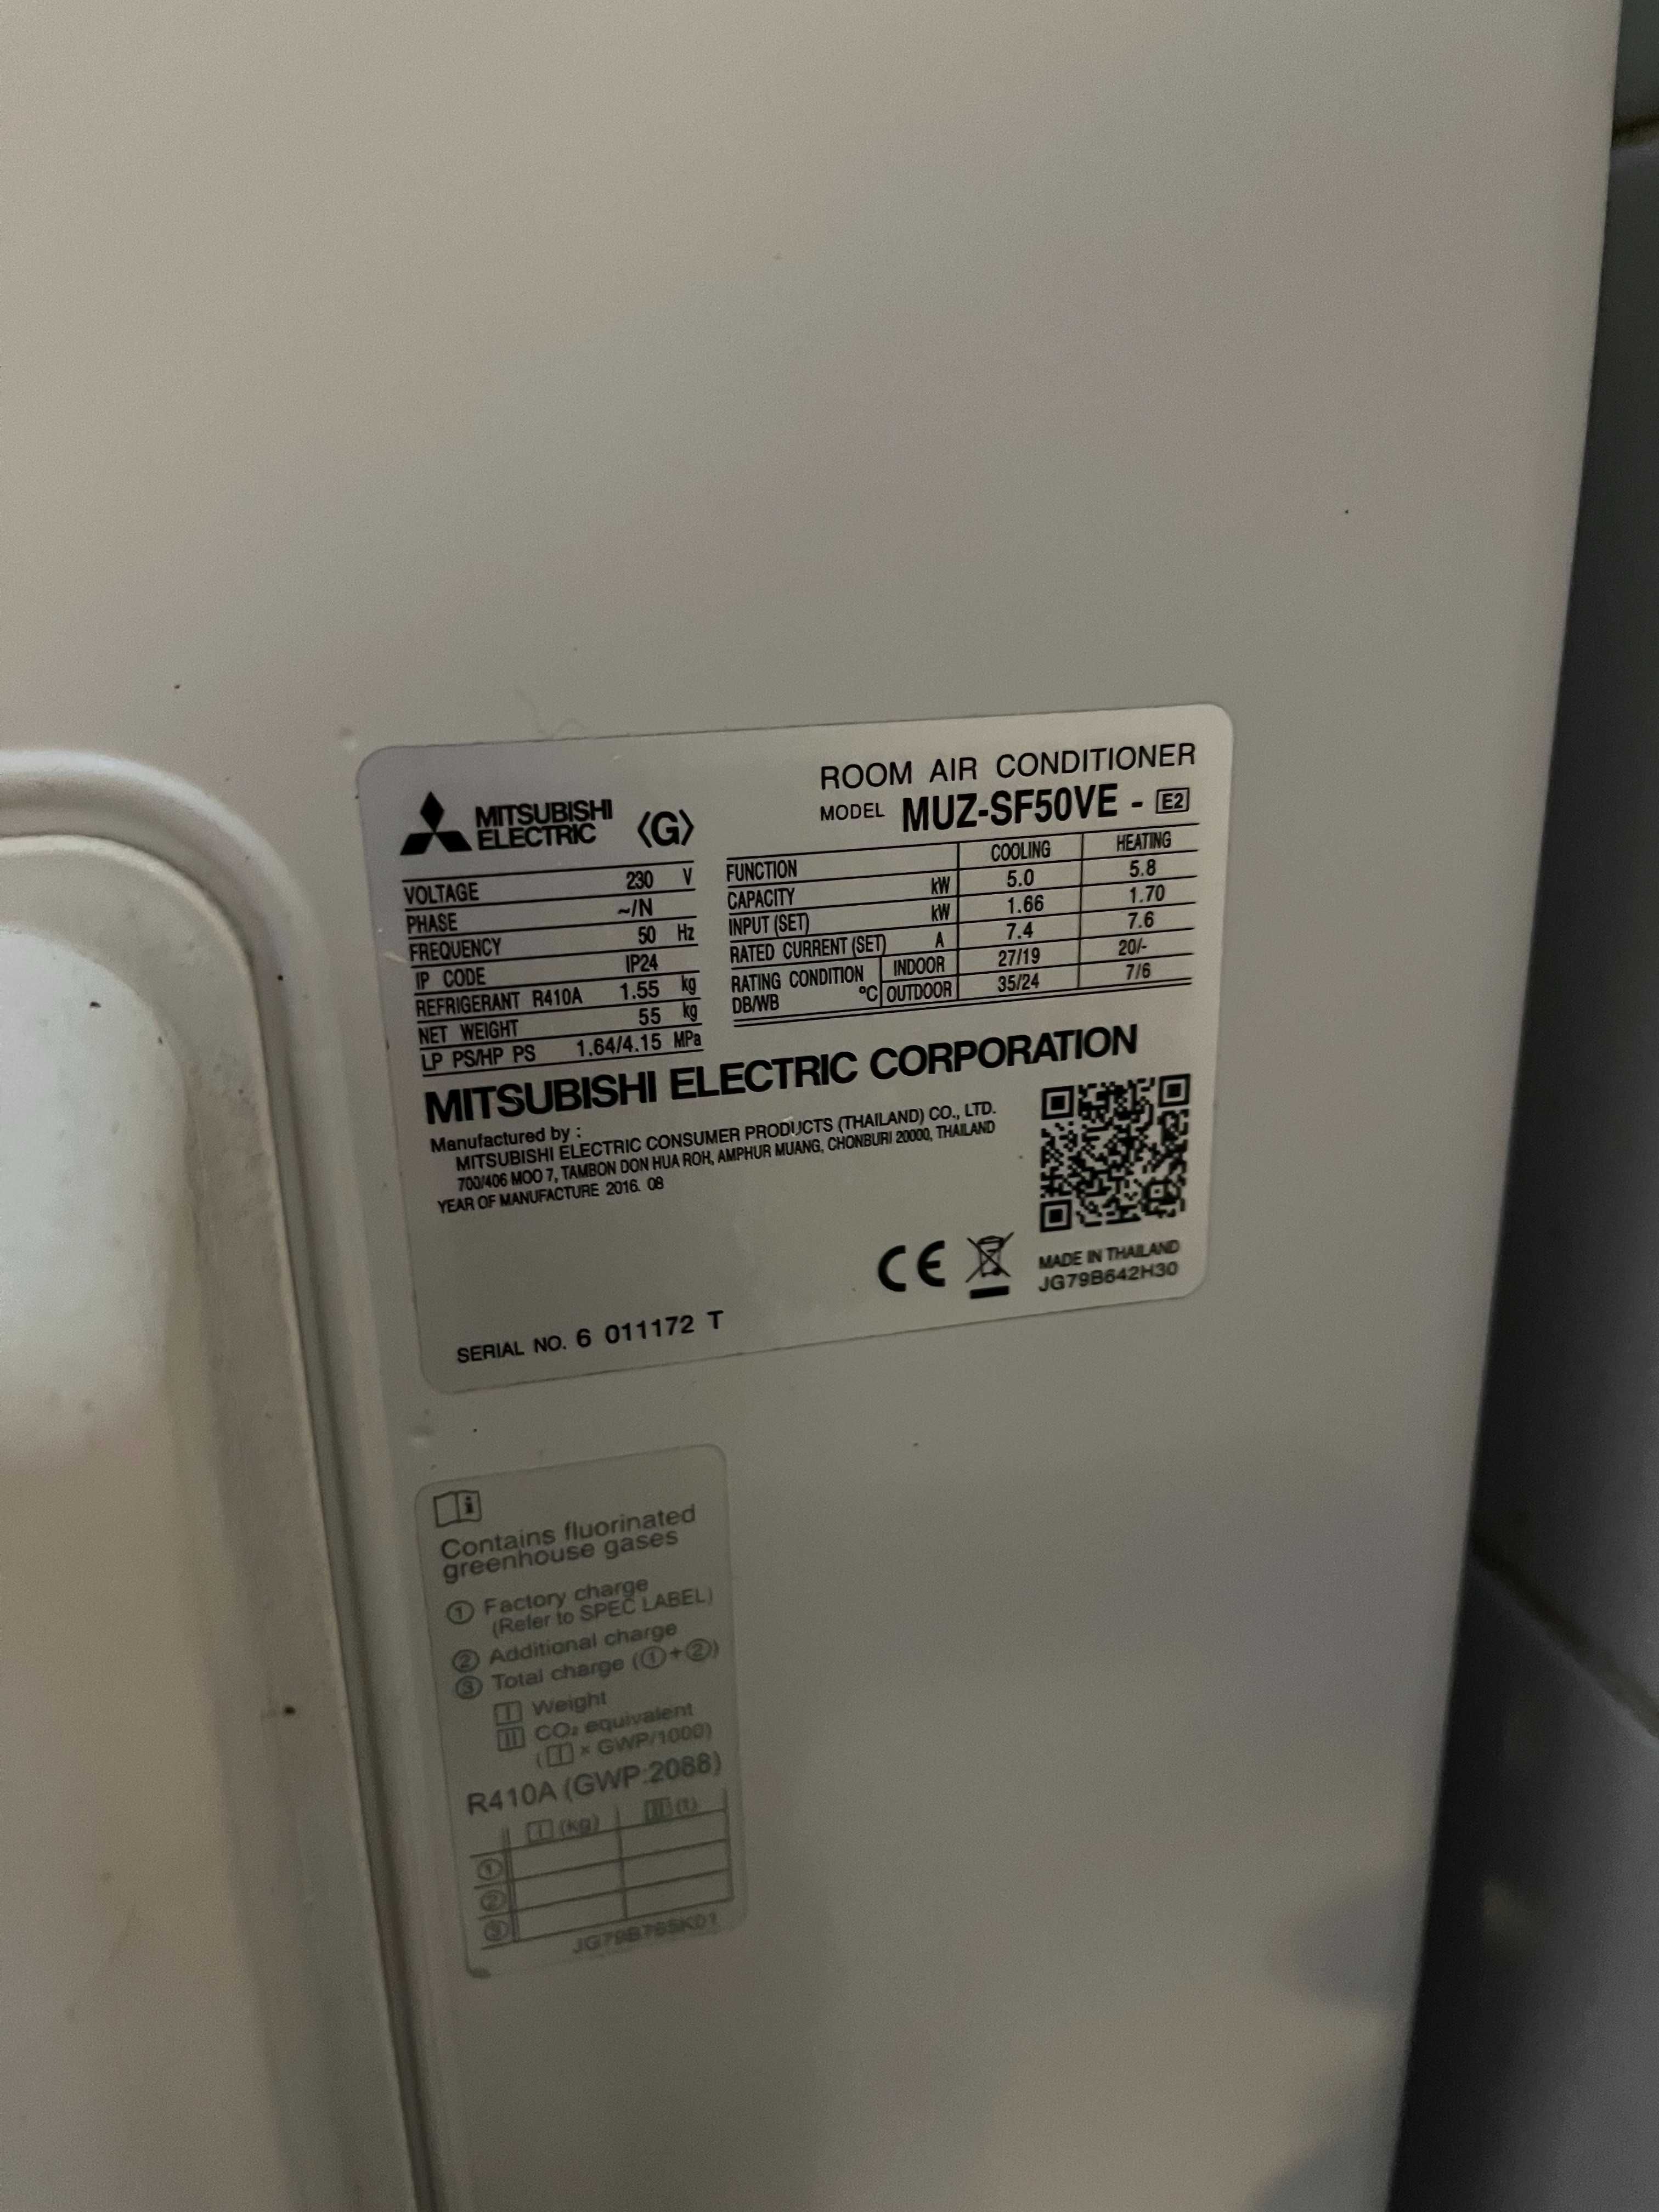 MITSUBISHI
ELECTRIC
⟨G⟩
ROOM AIR CONDITIONER
MODEL MUZ-SF50VE - E2
VOLTAGE 230 V
PHASE ~/N
FREQUENCY 50 Hz
IP CODE IP24
REFRIGERANT R410A 1.55 kg
NET WEIGHT 55 kg
LP PS/HP PS 1.64/4.15 MPa
FUNCTION COOLING HEATING
CAPACITY kW 5.0 5.8
INPUT (SET) kW 1.66 1.70
RATED CURRENT (SET) A 7.4 7.6
RATING CONDITION INDOOR 27/19 20/-
DB/WB °C OUTDOOR 35/24 7/6
MITSUBISHI ELECTRIC CORPORATION
Manufactured by :
MITSUBISHI ELECTRIC CONSUMER PRODUCTS (THAILAND) CO., LTD.
700/406 MOO 7, TAMBON DON HUA ROH, AMPHUR MUANG, CHONBURI 20000, THAILAND
YEAR OF MANUFACTURE 2016. 08
CE
MADE IN THAILAND
JG79B642H30
SERIAL NO. 6 011172 T
Contains fluorinated
greenhouse gases
① Factory charge
(Refer to SPEC LABEL)
② Additional charge
③ Total charge (①+②)
I Weight
II CO₂ equivalent
(I × GWP/1000)
R410A (GWP:2088)
I (kg) II (t)
①
②
③
JG79B765K01